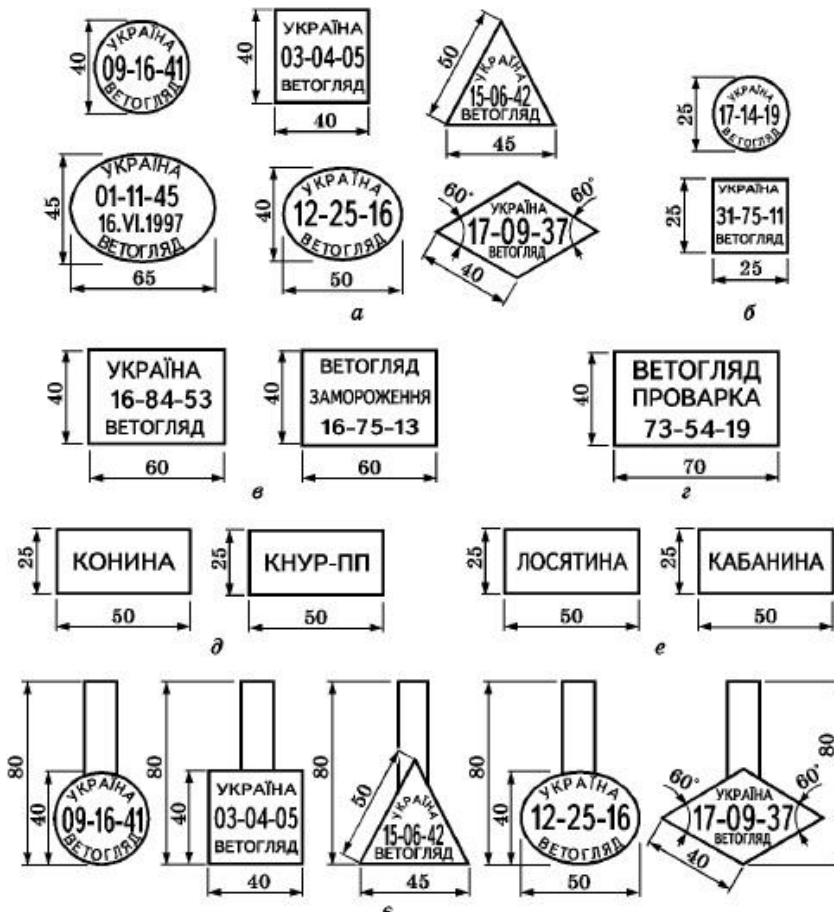 40
УКРАЇНА
09-16-41
ВЕТОГЛЯД
40
УКРАЇНА
03-04-05
ВЕТОГЛЯД
40
50
УКРАЇНА
15-06-42
ВЕТОГЛЯД
45
25
УКРАЇНА
17-14-19
ВЕТОГЛЯД
45
УКРАЇНА
01-11-45
16.VI.1997
ВЕТОГЛЯД
65
40
УКРАЇНА
12-25-16
ВЕТОГЛЯД
50
60°
60°
УКРАЇНА
17-09-37
ВЕТОГЛЯД
40
25
УКРАЇНА
31-75-11
ВЕТОГЛЯД
25
а
б
40
УКРАЇНА
16-84-53
ВЕТОГЛЯД
60
40
ВЕТОГЛЯД
ЗАМОРОЖЕННЯ
16-75-13
60
40
ВЕТОГЛЯД
ПРОВАРКА
73-54-19
70
в
г
25
КОНИНА
50
25
КНУР-ПП
50
25
ЛОСЯТИНА
50
25
КАБАНИНА
50
д
е
80
40
УКРАЇНА
09-16-41
ВЕТОГЛЯД
80
40
УКРАЇНА
03-04-05
ВЕТОГЛЯД
40
80
50
УКРАЇНА
15-06-42
ВЕТОГЛЯД
45
80
40
УКРАЇНА
12-25-16
ВЕТОГЛЯД
50
80
60°
60°
УКРАЇНА
17-09-37
ВЕТОГЛЯД
40